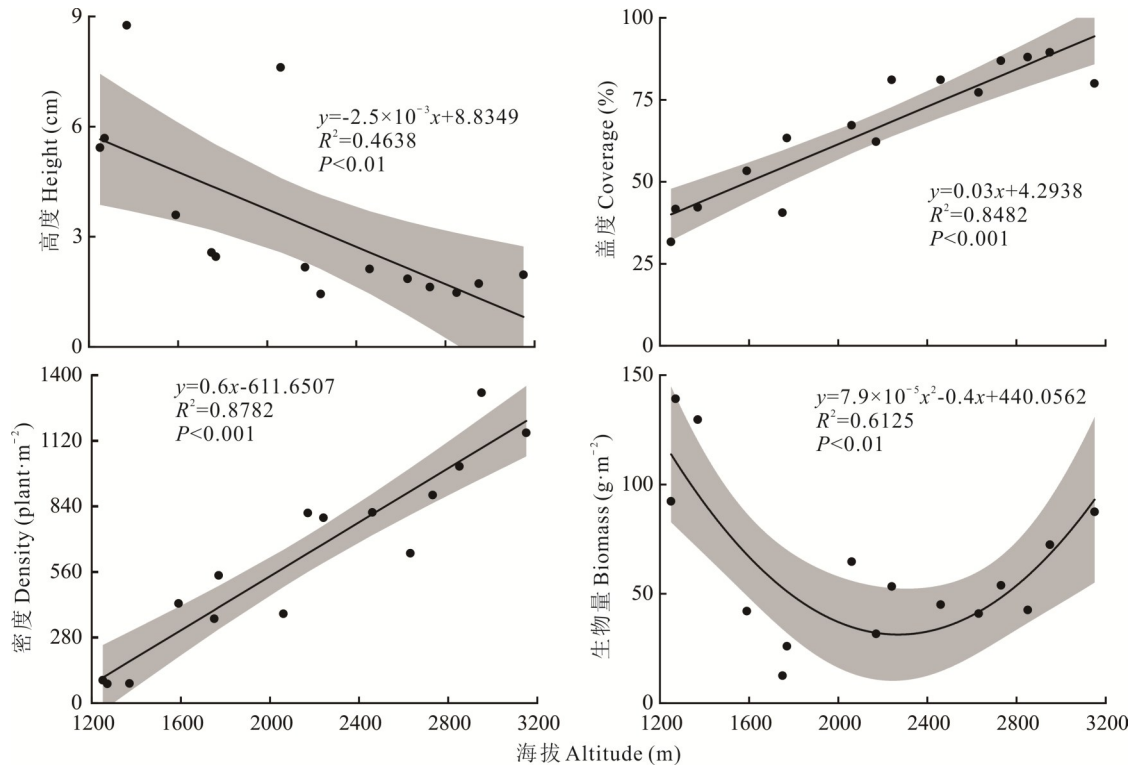 9
6
3
0
高度 Height (cm)
y=-2.5×10⁻³x+8.8349
R²=0.4638
P<0.01
100
75
50
25
0
盖度 Coverage (%)
y=0.03x+4.2938
R²=0.8482
P<0.001
1400
1120
840
560
280
0
密度 Density (plant·m⁻²)
y=0.6x-611.6507
R²=0.8782
P<0.001
1200 1600 2000 2400 2800 3200
150
100
50
0
生物量 Biomass (g·m⁻²)
y=7.9×10⁻⁵x²-0.4x+440.0562
R²=0.6125
P<0.01
1200 1600 2000 2400 2800 3200
海拔 Altitude (m)